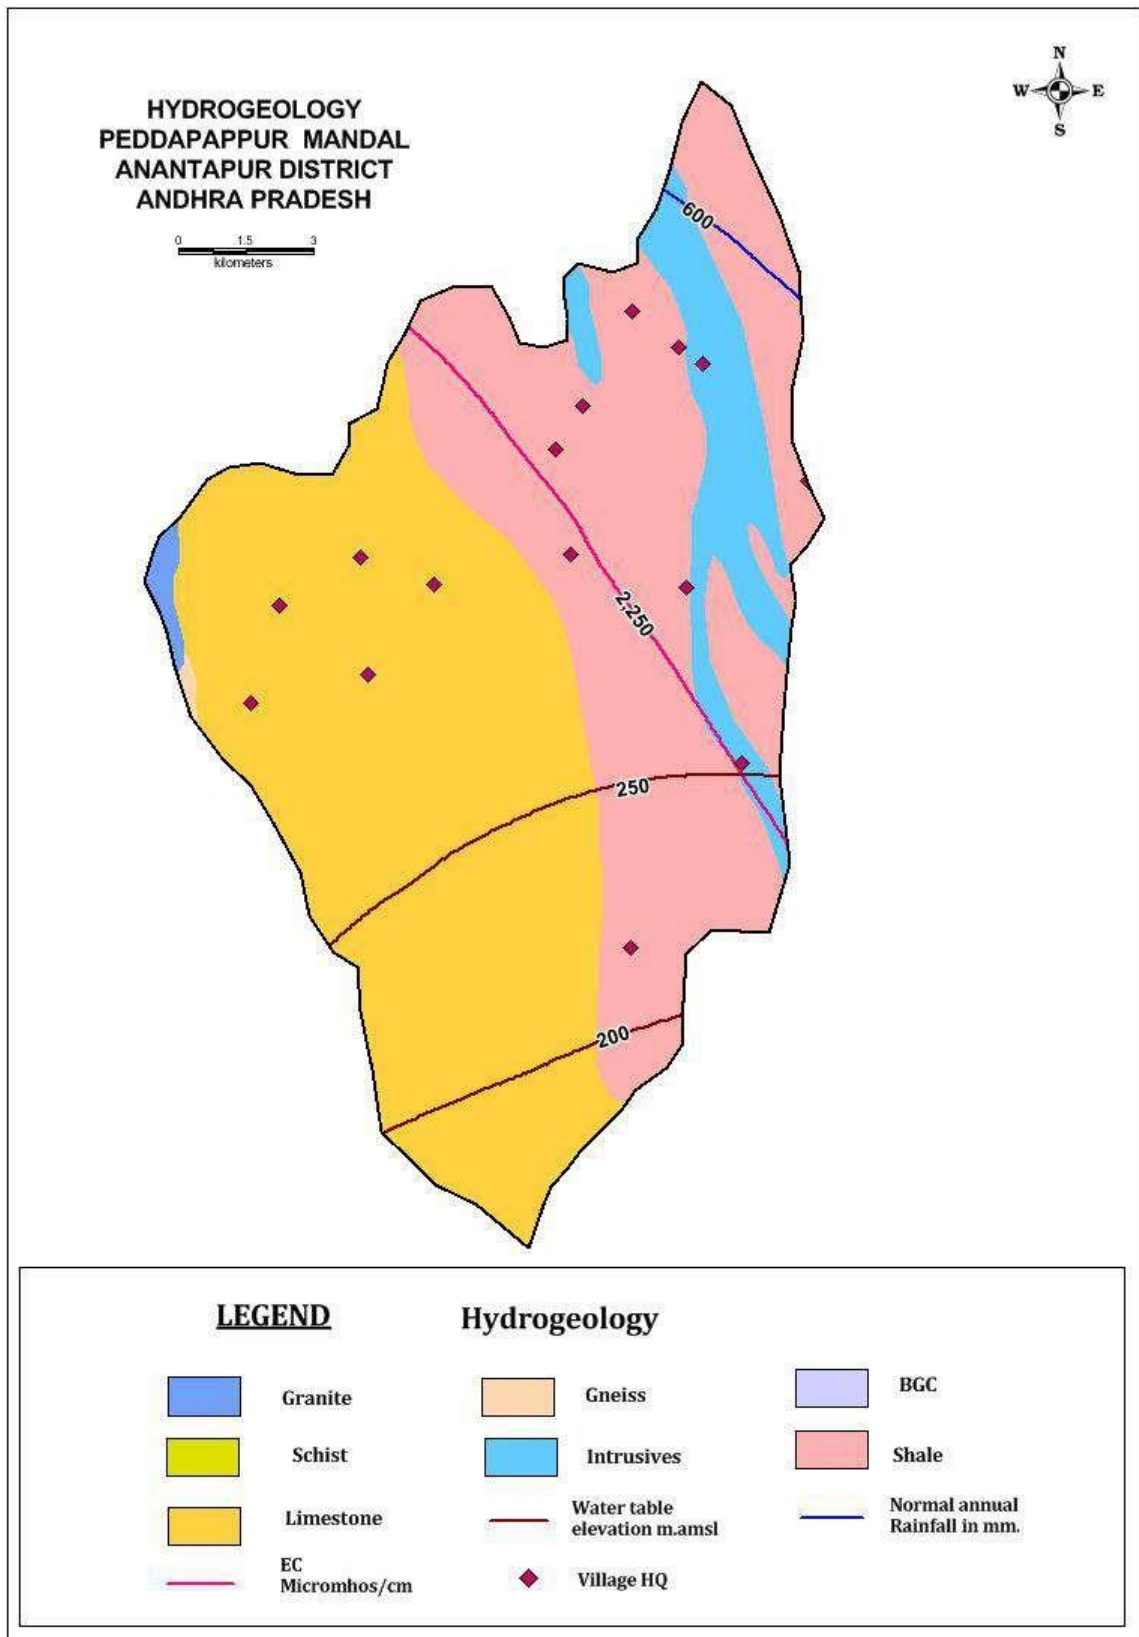 N
W E
S
HYDROGEOLOGY
PEDDAPAPPUR MANDAL
ANANTAPUR DISTRICT
ANDHRA PRADESH
0 1.5 3
kilometers
600
2,250
250
200
LEGEND Hydrogeology
Granite Gneiss BGC
Schist Intrusives Shale
Limestone
Water table
elevation m.amsl
Normal annual
Rainfall in mm.
EC
Micromhos/cm
Village HQ